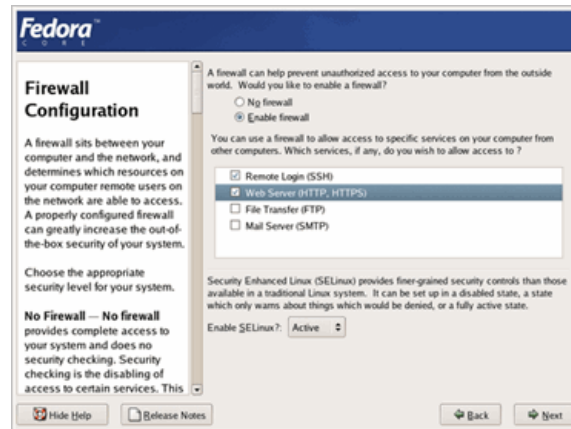 Fedora
CORE
Firewall
Configuration
A firewall sits between your
computer and the network, and
determines which resources on
your computer remote users on
the network are able to access.
A properly configured firewall
can greatly increase the out-of-
the-box security of your system.
Choose the appropriate
security level for your system.
No Firewall — No firewall
provides complete access to
your system and does no
security checking. Security
checking is the disabling of
access to certain services. This
A firewall can help prevent unauthorized access to your computer from the outside
world. Would you like to enable a firewall?
No firewall
Enable firewall
You can use a firewall to allow access to specific services on your computer from
other computers. Which services, if any, do you wish to allow access to ?
Remote Login (SSH)
Web Server (HTTP, HTTPS)
File Transfer (FTP)
Mail Server (SMTP)
Security Enhanced Linux (SELinux) provides finer-grained security controls than those
available in a traditional Linux system. It can be set up in a disabled state, a state
which only warns about things which would be denied, or a fully active state.
Enable SELinux?: Active
Hide Help
Release Notes
Back
Next